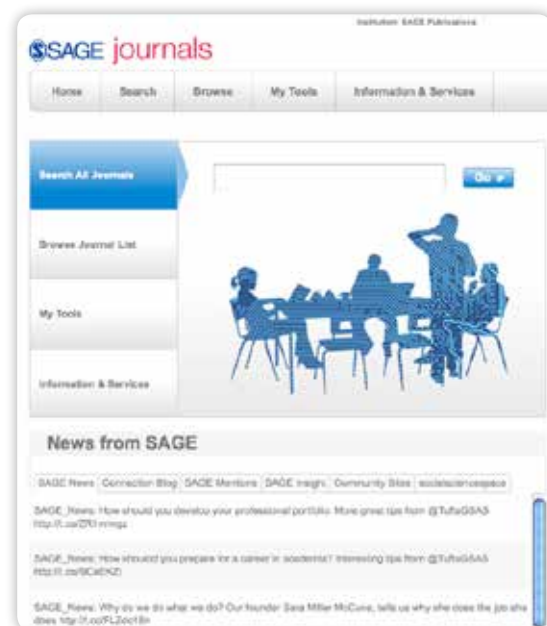 Institution: SAGE Publications
SAGE journals
Home Search Browse My Tools Information & Services
Search All Journals
Go
Browse Journal List
My Tools
Information & Services
News from SAGE
SAGE News Connection Blog SAGE Mentions SAGE Insight Community Sites socialsciencespace
SAGE_News: How should you develop your professional portfolio. More great tips from @TuftsGSAS
SAGE_News: How should you prepare for a career in academia? Interesting tips from @TuftsGSAS
SAGE_News: Why do we do what we do? Our founder Sara Miller McCune, tells us why she does the job she
does